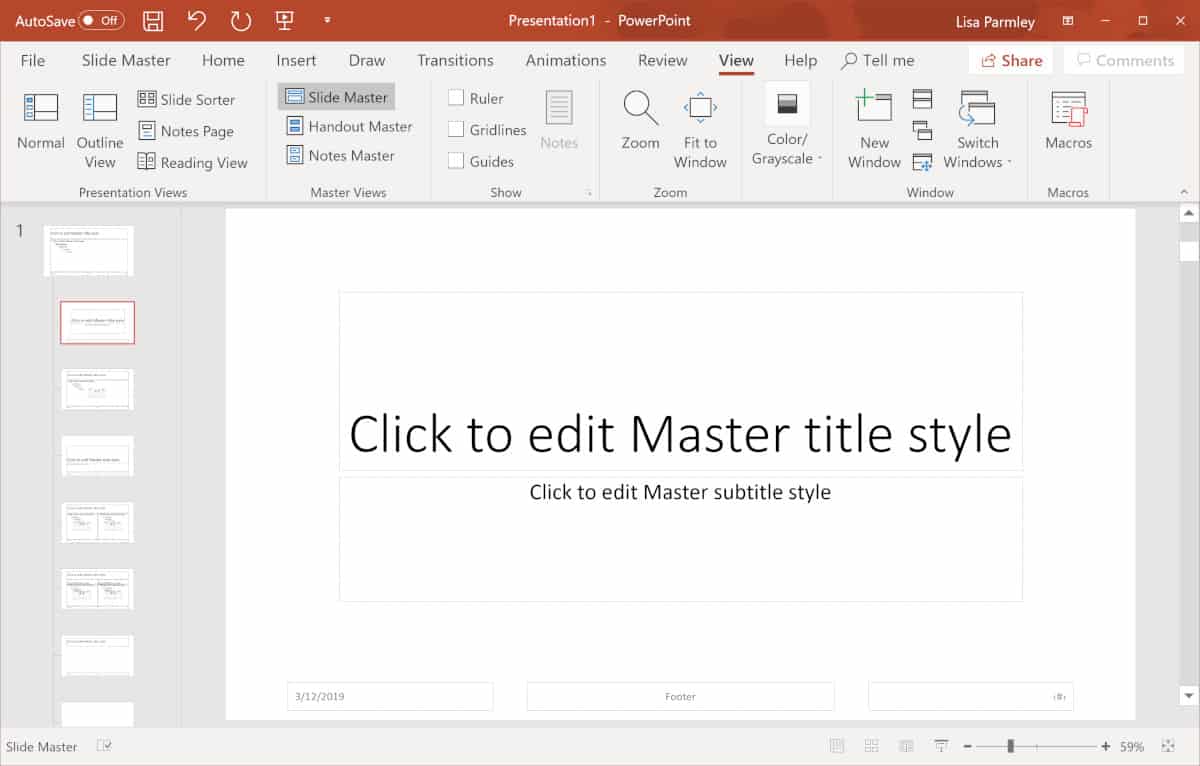 AutoSave Off Presentation1 - PowerPoint Lisa Parmley
File Slide Master Home Insert Draw Transitions Animations Review View Help Tell me Share Comments
Normal
Outline View
Slide Sorter
Notes Page
Reading View
Presentation Views
Slide Master
Handout Master
Notes Master
Master Views
Ruler
Gridlines
Guides
Notes
Show
Zoom
Fit to Window
Zoom
Color/
Grayscale
New Window
Switch Windows
Window
Macros
Macros
1
Click to edit Master title style
Click to edit Master subtitle style
3/12/2019 Footer ‹#›
Slide Master 59%